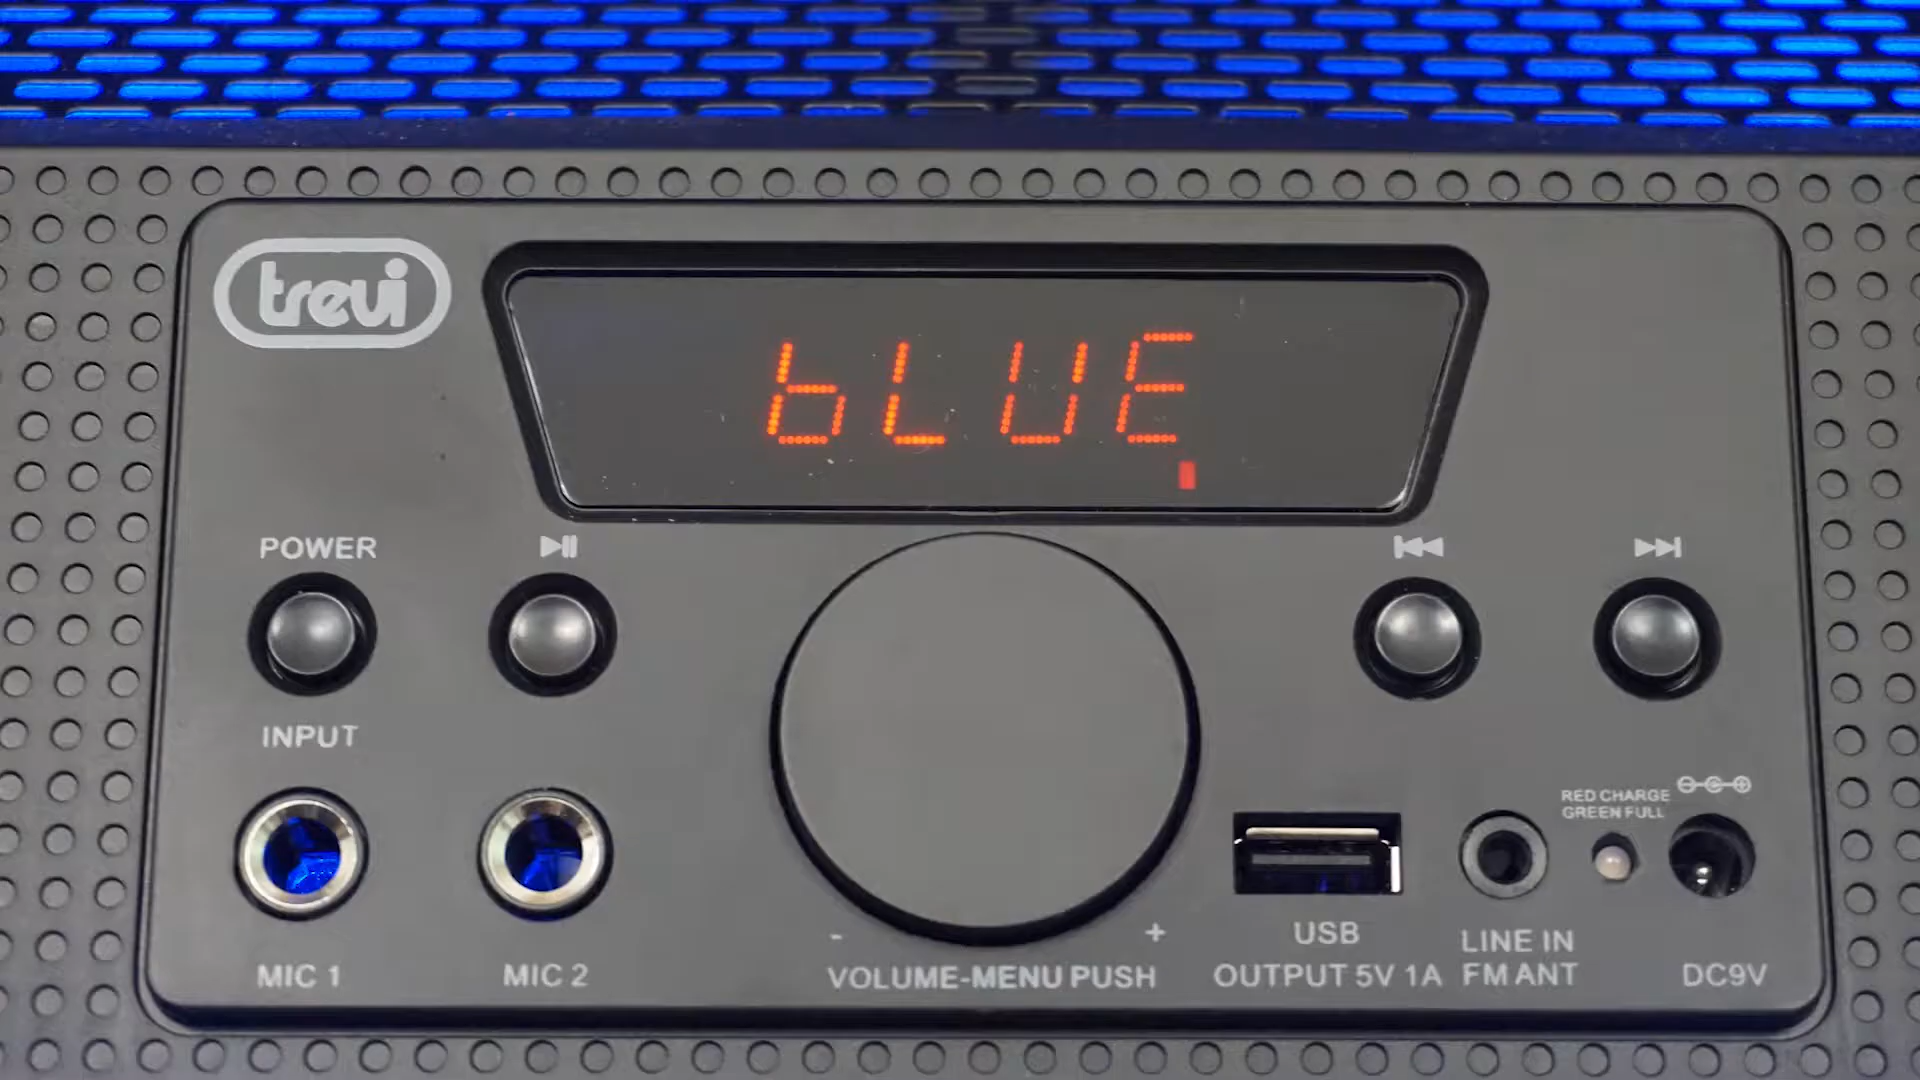 trevi
bLUE
POWER
INPUT
MIC 1
MIC 2
- +
VOLUME-MENU PUSH
USB
OUTPUT 5V 1A
LINE IN
FM ANT
RED CHARGE
GREEN FULL
DC9V